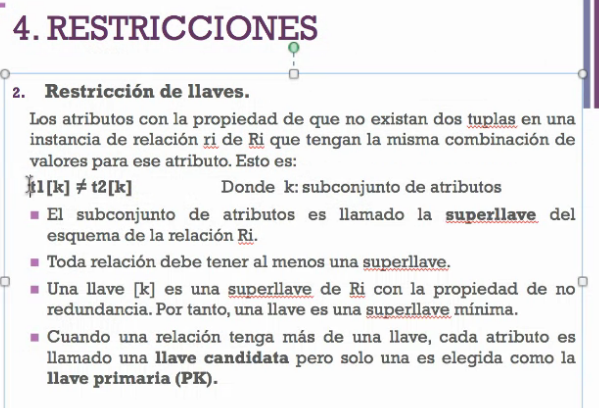 4. RESTRICCIONES
2. Restricción de llaves.
Los atributos con la propiedad de que no existan dos tuplas en una
instancia de relación ri de Ri que tengan la misma combinación de
valores para ese atributo. Esto es:
t1[k] ≠ t2[k] Donde k: subconjunto de atributos
■ El subconjunto de atributos es llamado la superllave del
esquema de la relación Ri.
■ Toda relación debe tener al menos una superllave.
■ Una llave [k] es una superllave de Ri con la propiedad de no
redundancia. Por tanto, una llave es una superllave mínima.
■ Cuando una relación tenga más de una llave, cada atributo es
llamado una llave candidata pero solo una es elegida como la
llave primaria (PK).